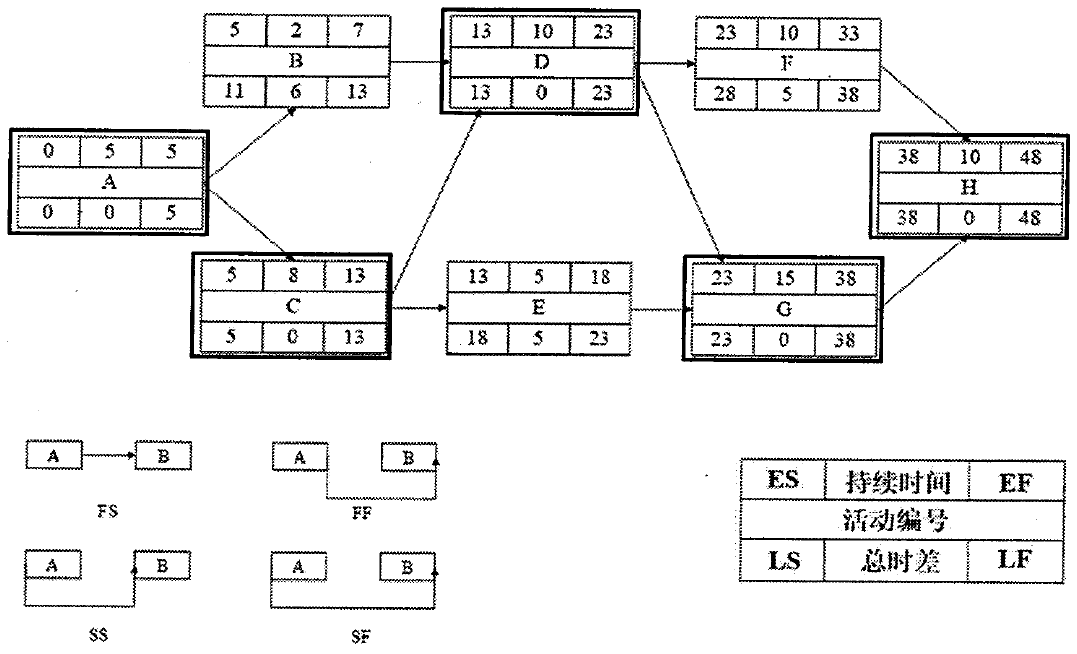 5 2 7
B
11 6 13
13 10 23
D
13 0 23
23 10 33
F
28 5 38
0 5 5
A
0 0 5
38 10 48
H
38 0 48
5 8 13
C
5 0 13
13 5 18
E
18 5 23
23 15 38
G
23 0 38
A B
FS
A B
FF
A B
SS
A B
SF
ES 持续时间 EF
活动编号
LS 总时差 LF